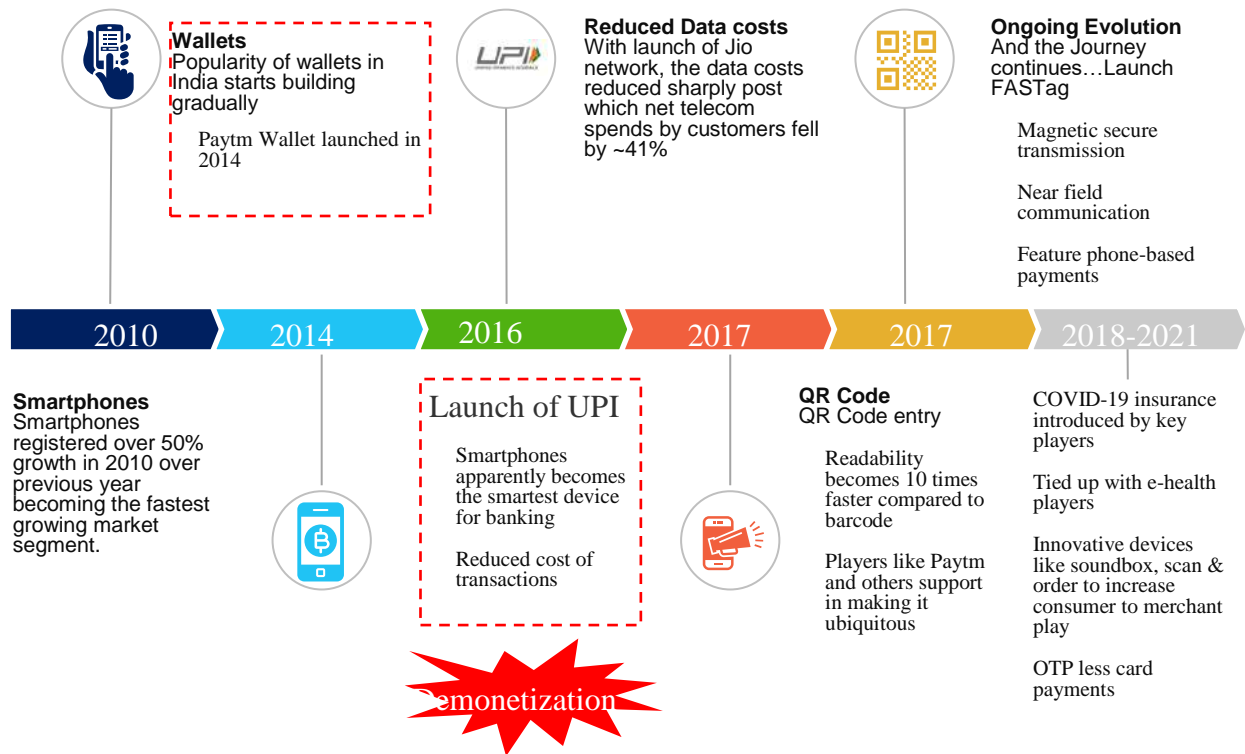 Wallets
Popularity of wallets in
India starts building
gradually
Paytm Wallet launched in
2014
UPI
Reduced Data costs
With launch of Jio
network, the data costs
reduced sharply post
which net telecom
spends by customers fell
by ~41%
Ongoing Evolution
And the Journey
continues…Launch
FASTag
Magnetic secure
transmission
Near field
communication
Feature phone-based
payments
2010
2014
2016
2017
2017
2018-2021
Smartphones
Smartphones
registered over 50%
growth in 2010 over
previous year
becoming the fastest
growing market
segment.
Launch of UPI
Smartphones
apparently becomes
the smartest device
for banking
Reduced cost of
transactions
Demonetization
QR Code
QR Code entry
Readability
becomes 10 times
faster compared to
barcode
Players like Paytm
and others support
in making it
ubiquitous
COVID-19 insurance
introduced by key
players
Tied up with e-health
players
Innovative devices
like soundbox, scan &
order to increase
consumer to merchant
play
OTP less card
payments